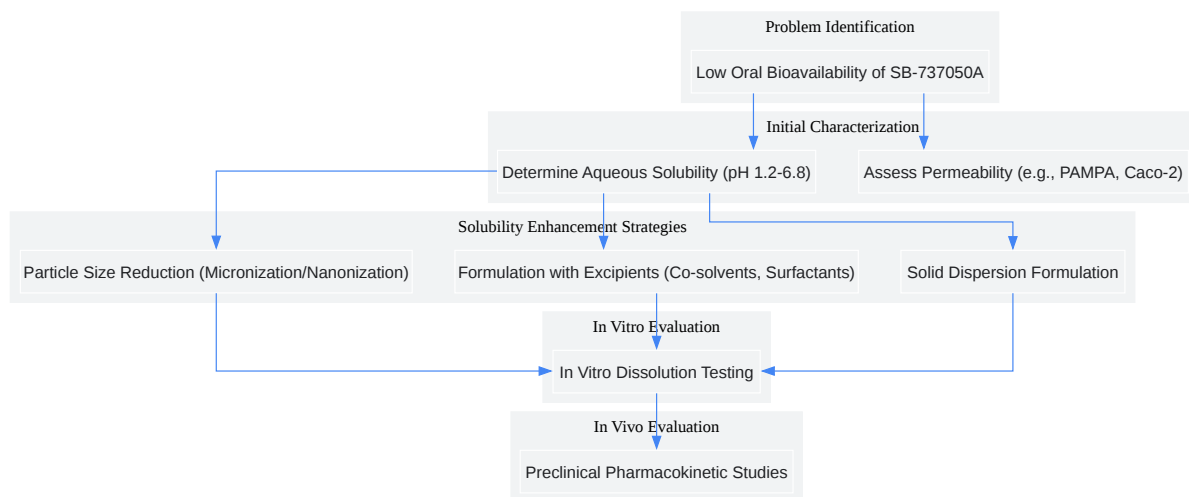 Problem Identification
Low Oral Bioavailability of SB-737050A
Initial Characterization
Determine Aqueous Solubility (pH 1.2-6.8)
Assess Permeability (e.g., PAMPA, Caco-2)
Solubility Enhancement Strategies
Particle Size Reduction (Micronization/Nanonization)
Formulation with Excipients (Co-solvents, Surfactants)
Solid Dispersion Formulation
In Vitro Evaluation
In Vitro Dissolution Testing
In Vivo Evaluation
Preclinical Pharmacokinetic Studies